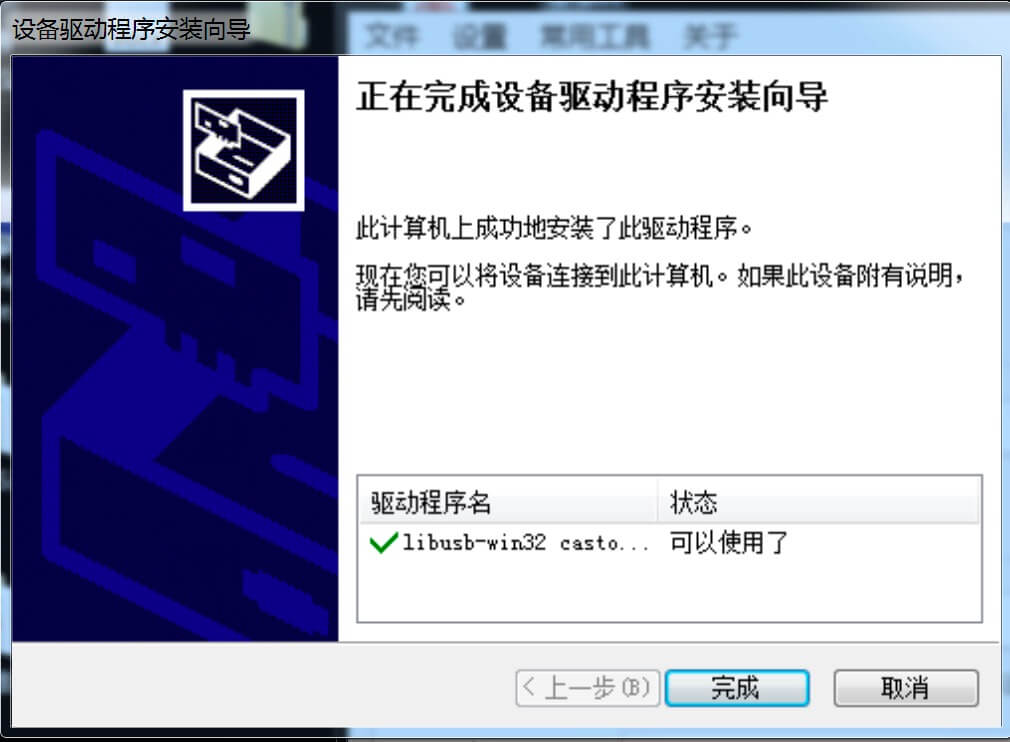 设备驱动程序安装向导
文件 设置 常用工具 关于
正在完成设备驱动程序安装向导
此计算机上成功地安装了此驱动程序。
现在您可以将设备连接到此计算机。如果此设备附有说明，
请先阅读。
驱动程序名 状态
libusb-win32 casto... 可以使用了
< 上一步(B) 完成 取消